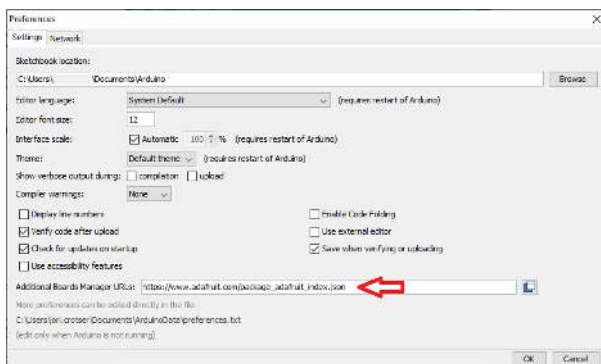 Preferences
Settings Network
Sketchbook location:
C:\Users\ \Documents\Arduino Browse
Editor language: System Default (requires restart of Arduino)
Editor font size: 12
Interface scale: Automatic 100 % (requires restart of Arduino)
Theme: Default theme (requires restart of Arduino)
Show verbose output during: compilation upload
Compiler warnings: None
Display line numbers Enable Code Folding
Verify code after upload Use external editor
Check for updates on startup Save when verifying or uploading
Use accessibility features
Additional Boards Manager URLs: https://www.adafruit.com/package_adafruit_index.json
More preferences can be edited directly in the file
C:\Users\lori.crotser\Documents\ArduinoData\preferences.txt
(edit only when Arduino is not running)
OK Cancel